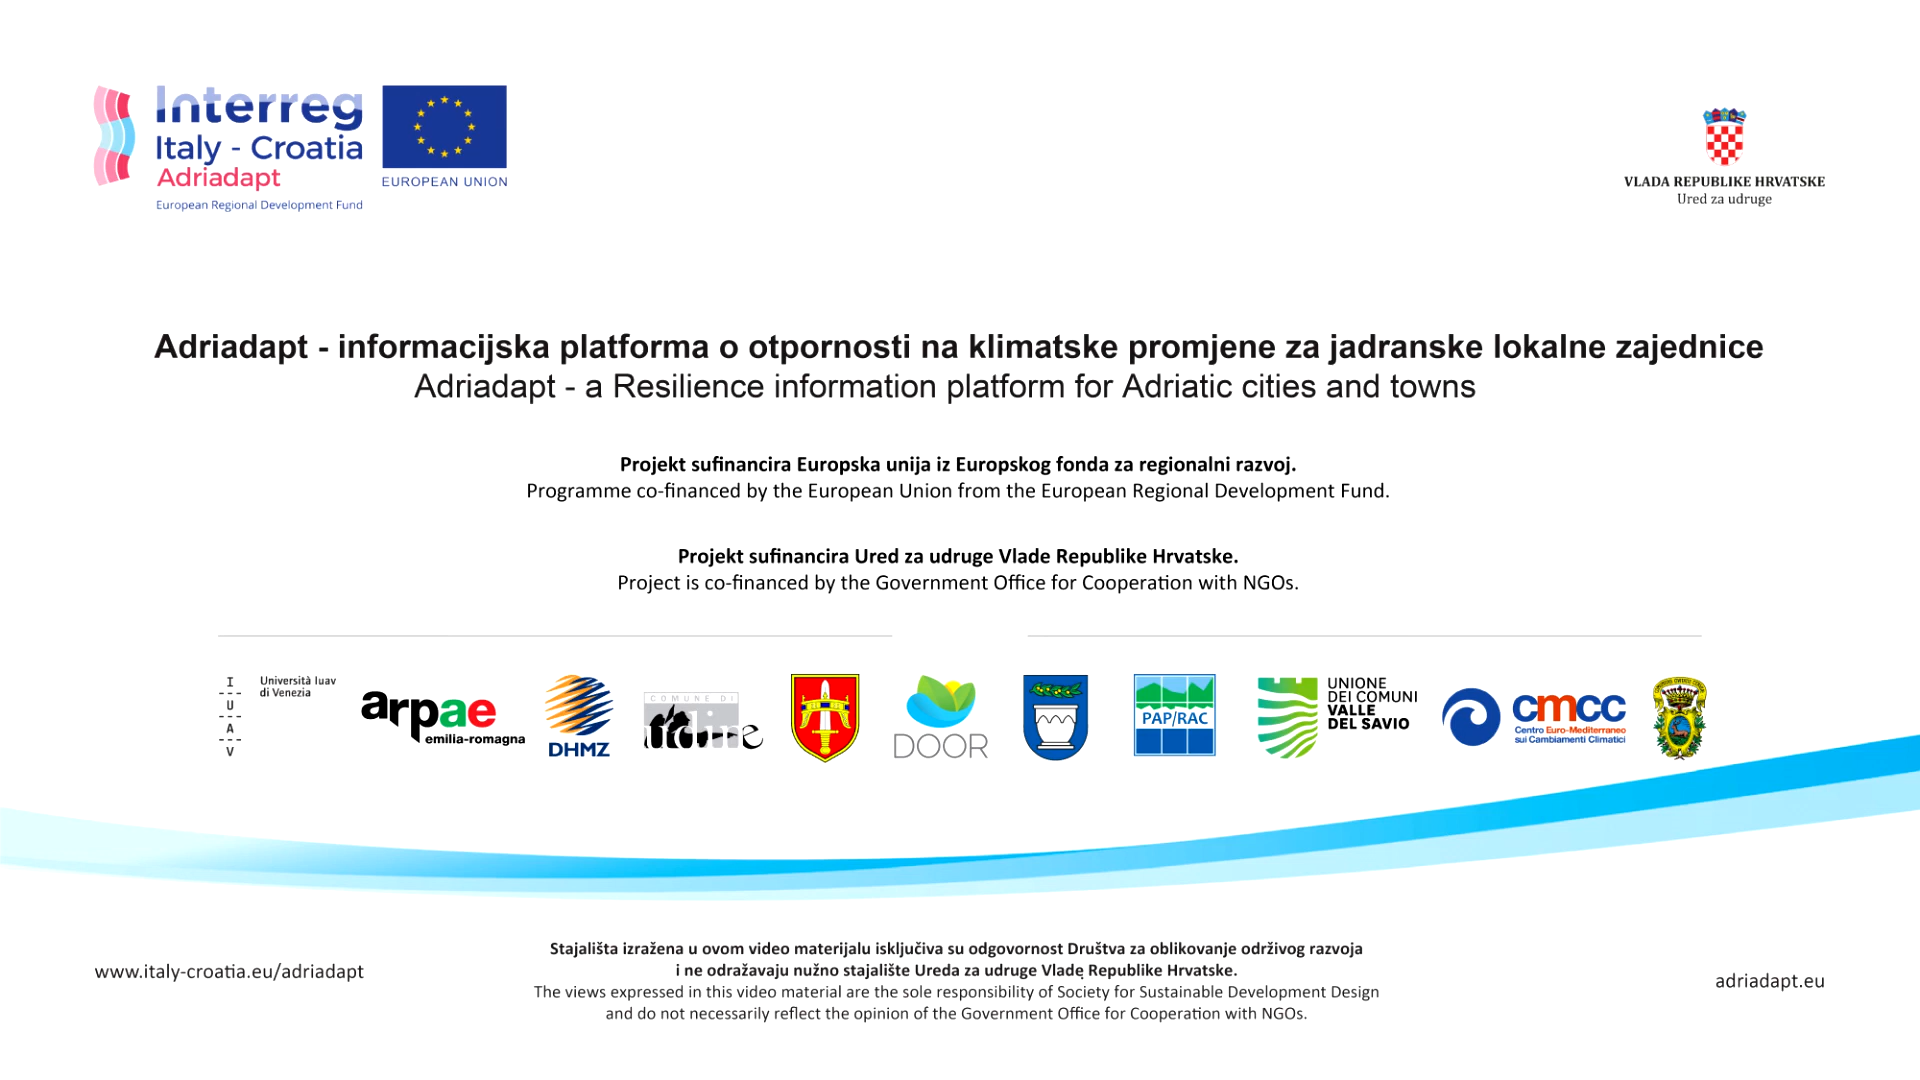 Interreg
Italy - Croatia
Adriadapt
European Regional Development Fund
EUROPEAN UNION
VLADA REPUBLIKE HRVATSKE
Ured za udruge
Adriadapt - informacijska platforma o otpornosti na klimatske promjene za jadranske lokalne zajednice
Adriadapt - a Resilience information platform for Adriatic cities and towns
Projekt sufinancira Europska unija iz Europskog fonda za regionalni razvoj.
Programme co-financed by the European Union from the European Regional Development Fund.
Projekt sufinancira Ured za udruge Vlade Republike Hrvatske.
Project is co-financed by the Government Office for Cooperation with NGOs.
I
U
A
V
Università Iuav
di Venezia
arpae
emilia-romagna
DHMZ
COMUNE DI
udine
DOOR
PAP/RAC
UNIONE
DEI COMUNI
VALLE
DEL SAVIO
cmcc
Centro Euro-Mediterraneo
sui Cambiamenti Climatici
www.italy-croatia.eu/adriadapt
Stajališta izražena u ovom video materijalu isključiva su odgovornost Društva za oblikovanje održivog razvoja
i ne odražavaju nužno stajalište Ureda za udruge Vlade Republike Hrvatske.
The views expressed in this video material are the sole responsibility of Society for Sustainable Development Design
and do not necessarily reflect the opinion of the Government Office for Cooperation with NGOs.
adriadapt.eu